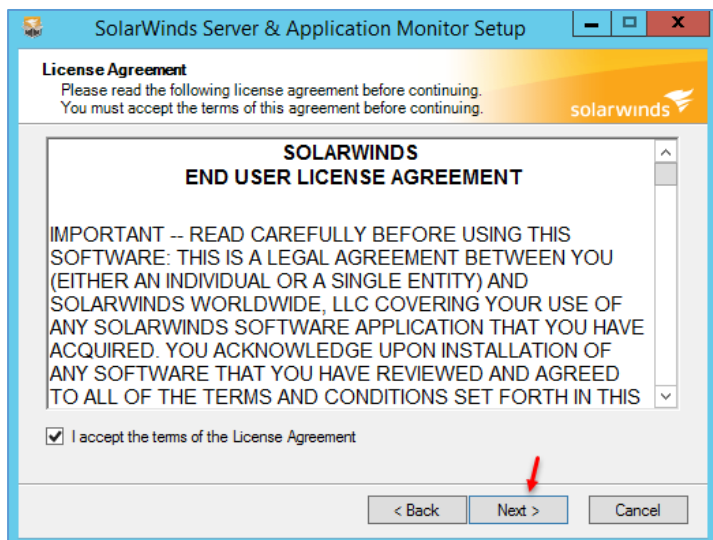 SolarWinds Server & Application Monitor Setup
License Agreement
Please read the following license agreement before continuing.
You must accept the terms of this agreement before continuing.
solarwinds
SOLARWINDS
END USER LICENSE AGREEMENT
IMPORTANT -- READ CAREFULLY BEFORE USING THIS
SOFTWARE: THIS IS A LEGAL AGREEMENT BETWEEN YOU
(EITHER AN INDIVIDUAL OR A SINGLE ENTITY) AND
SOLARWINDS WORLDWIDE, LLC COVERING YOUR USE OF
ANY SOLARWINDS SOFTWARE APPLICATION THAT YOU HAVE
ACQUIRED. YOU ACKNOWLEDGE UPON INSTALLATION OF
ANY SOFTWARE THAT YOU HAVE REVIEWED AND AGREED
TO ALL OF THE TERMS AND CONDITIONS SET FORTH IN THIS
I accept the terms of the License Agreement
< Back Next > Cancel